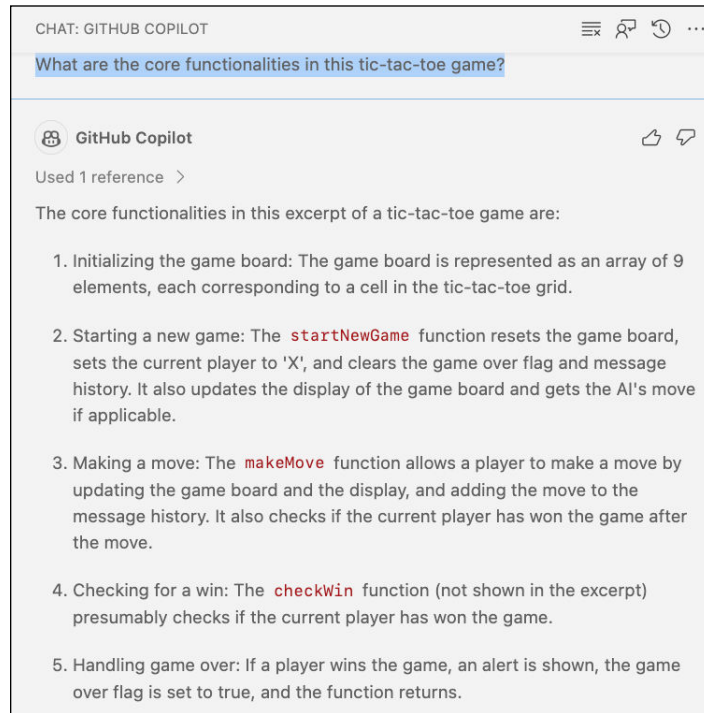 CHAT: GITHUB COPILOT
What are the core functionalities in this tic-tac-toe game?
GitHub Copilot
Used 1 reference
The core functionalities in this excerpt of a tic-tac-toe game are:
1. Initializing the game board: The game board is represented as an array of 9
elements, each corresponding to a cell in the tic-tac-toe grid.
2. Starting a new game: The startNewGame function resets the game board,
sets the current player to 'X', and clears the game over flag and message
history. It also updates the display of the game board and gets the AI's move
if applicable.
3. Making a move: The makeMove function allows a player to make a move by
updating the game board and the display, and adding the move to the
message history. It also checks if the current player has won the game after
the move.
4. Checking for a win: The checkWin function (not shown in the excerpt)
presumably checks if the current player has won the game.
5. Handling game over: If a player wins the game, an alert is shown, the game
over flag is set to true, and the function returns.